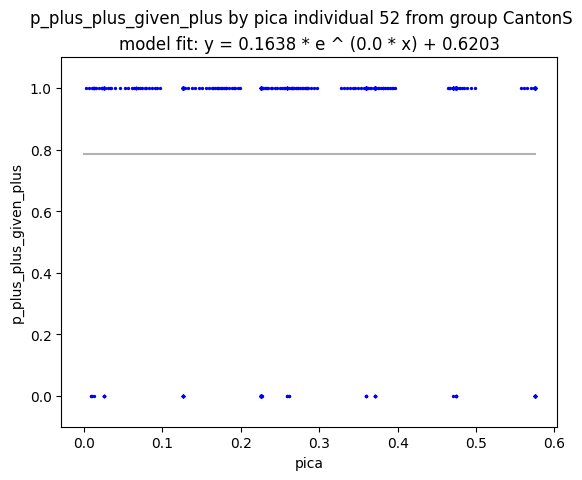 p_plus_plus_given_plus by pica individual 52 from group CantonS
model fit: y = 0.1638 * e ^ (0.0 * x) + 0.6203
p_plus_plus_given_plus
1.0
0.8
0.6
0.4
0.2
0.0
0.0 0.1 0.2 0.3 0.4 0.5 0.6
pica